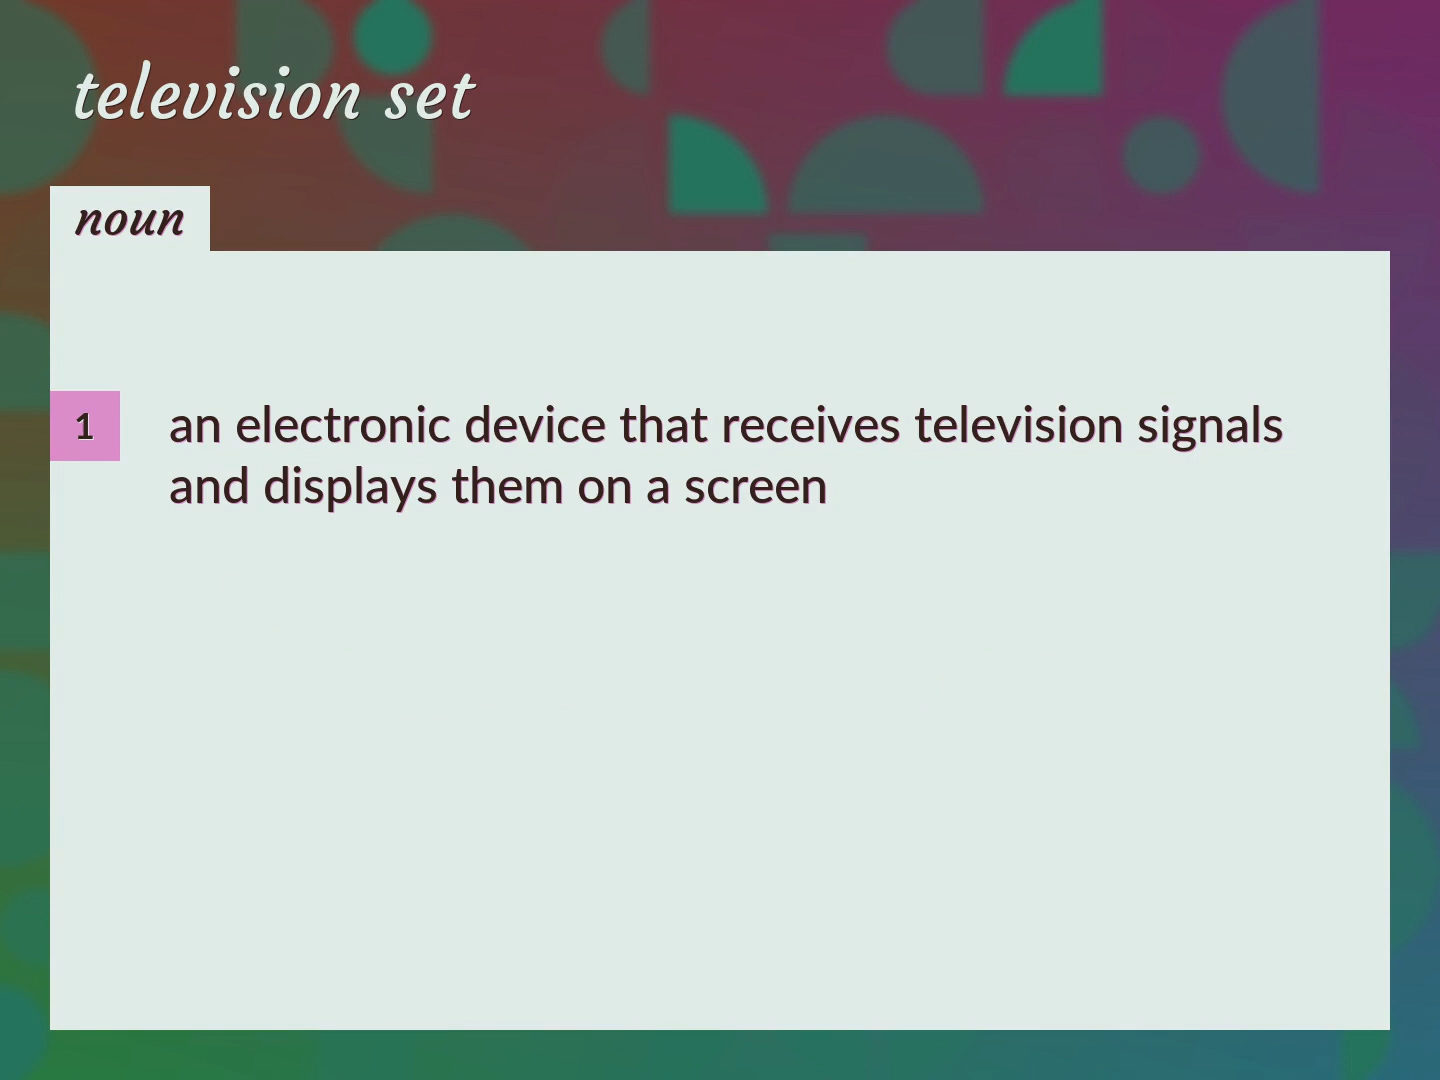 television set
noun
1
an electronic device that receives television signals
and displays them on a screen